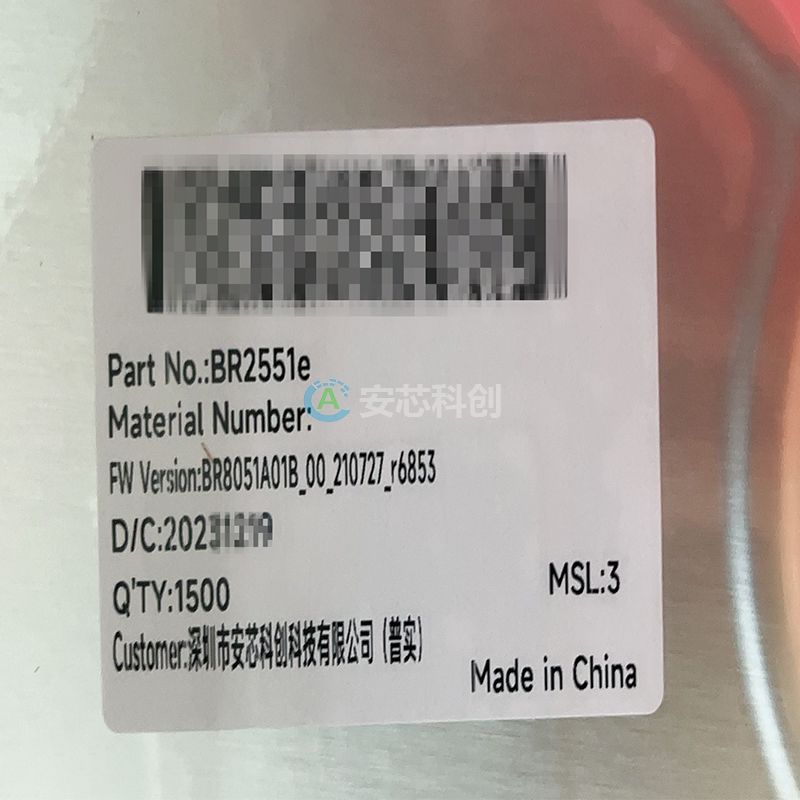 Part No.:BR2551e
Material Number:
A 安芯科创
FW Version:BR8051A01B_00_210727_r6853
D/C:202
Q'TY:1500
MSL:3
Customer:深圳市安芯科创科技有限公司（普实）
Made in China